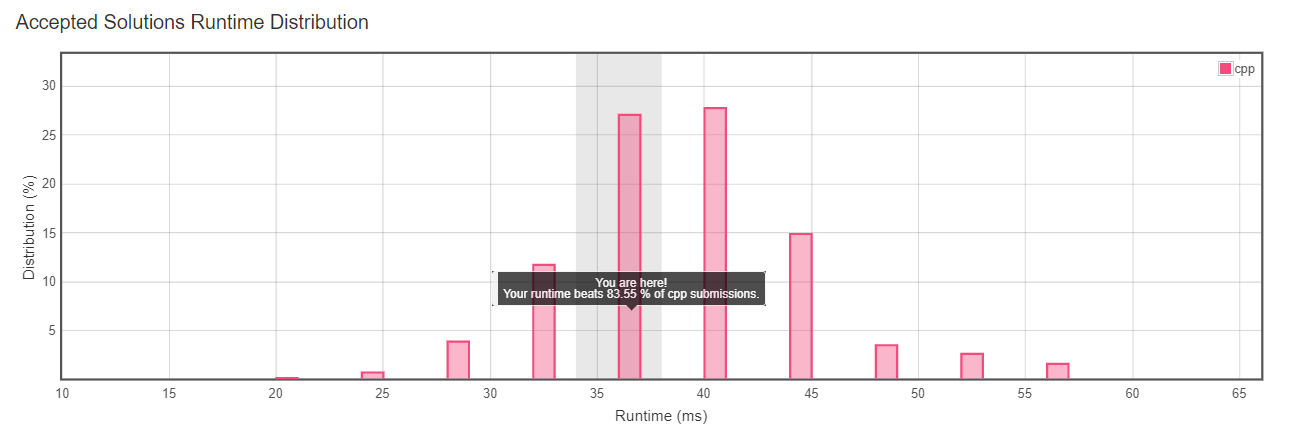 Accepted Solutions Runtime Distribution
cpp
30
25
20
15
10
5
Distribution (%)
You are here!
Your runtime beats 83.55 % of cpp submissions.
10 15 20 25 30 35 40 45 50 55 60 65
Runtime (ms)